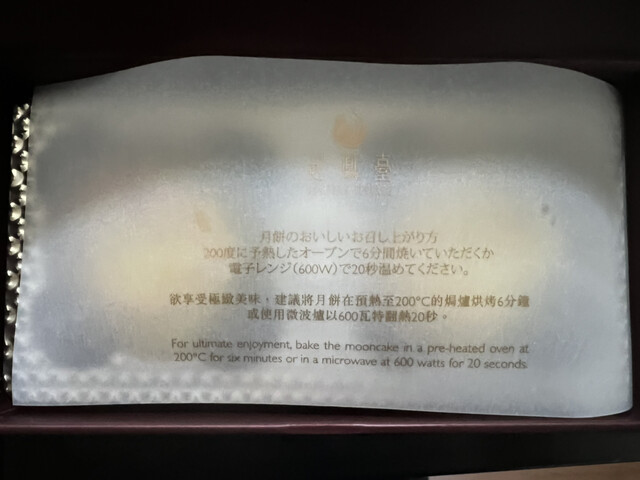 堂
月餅のおいしいお召し上がり方
200度に予熱したオーブンで6分間焼いていただくか
電子レンジ(600W)で20秒温めてください。
欲享受極緻美味，建議將月餅在預熱至200°C的焗爐烘烤6分鐘
或使用微波爐以600瓦特翻熱20秒。
For ultimate enjoyment, bake the mooncake in a pre-heated oven at
200°C for six minutes or in a microwave at 600 watts for 20 seconds.